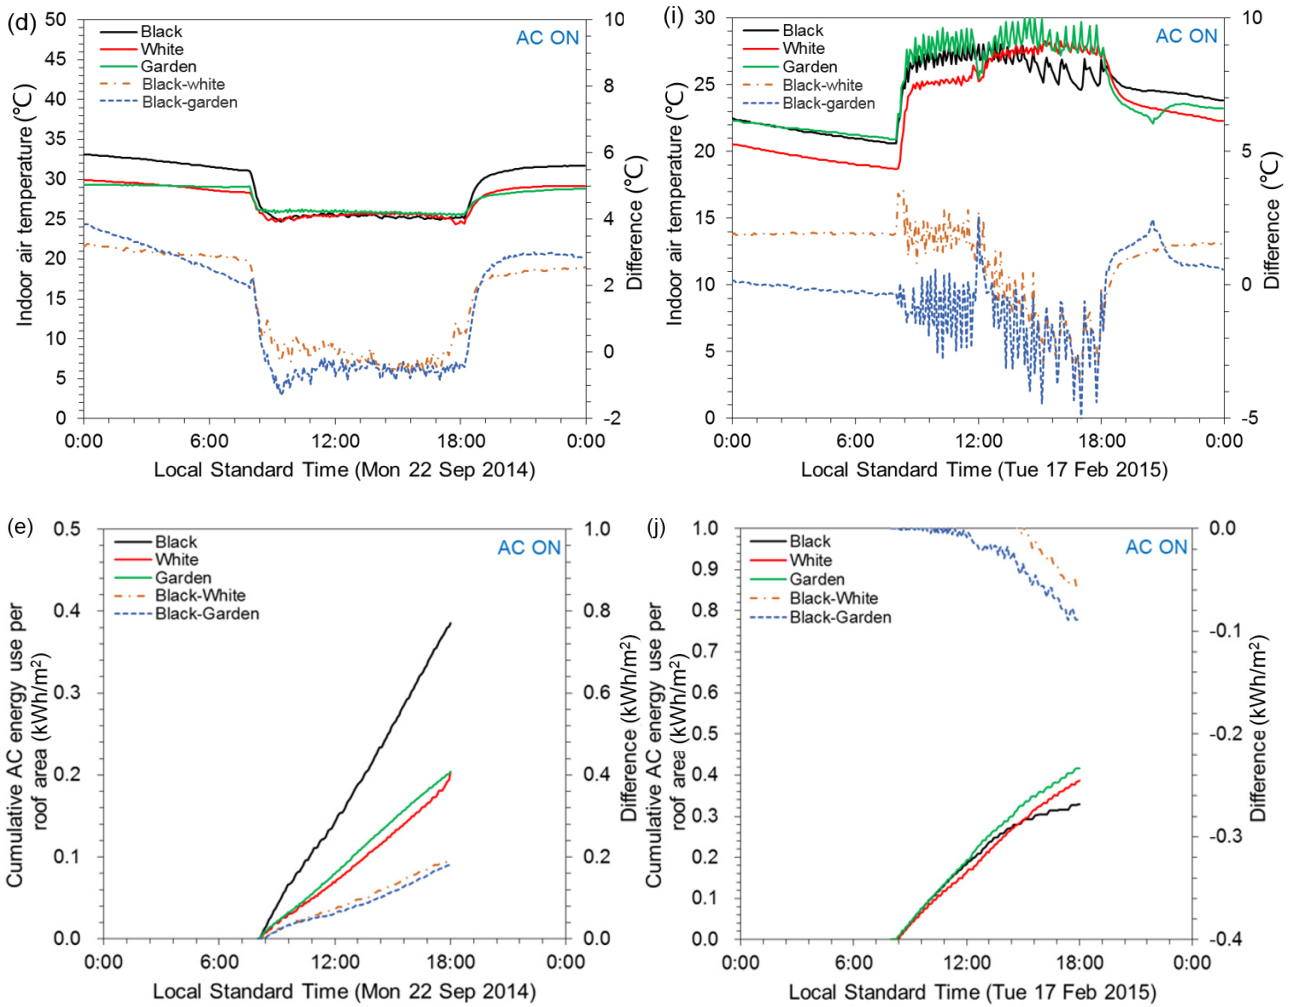 (d)
50
45
40
35
30
25
20
15
10
5
0
Indoor air temperature (℃)
Black
White
Garden
Black-white
Black-garden
AC ON
10
8
6
4
2
0
-2
Difference (℃)
0:00 6:00 12:00 18:00 0:00
Local Standard Time (Mon 22 Sep 2014)
(i)
30
25
20
15
10
5
0
Indoor air temperature (℃)
Black
White
Garden
Black-white
Black-garden
AC ON
10
5
0
-5
Difference (℃)
0:00 6:00 12:00 18:00 0:00
Local Standard Time (Tue 17 Feb 2015)
(e)
0.5
0.4
0.3
0.2
0.1
0.0
Cumulative AC energy use per
roof area (kWh/m²)
Black
White
Garden
Black-White
Black-Garden
AC ON
1.0
0.8
0.6
0.4
0.2
0.0
Difference (kWh/m²)
0:00 6:00 12:00 18:00 0:00
Local Standard Time (Mon 22 Sep 2014)
(j)
1.0
0.9
0.8
0.7
0.6
0.5
0.4
0.3
0.2
0.1
0.0
Cumulative AC energy use per
roof area (kWh/m²)
Black
White
Garden
Black-White
Black-Garden
AC ON
0.0
-0.1
-0.2
-0.3
-0.4
Difference (kWh/m²)
0:00 6:00 12:00 18:00 0:00
Local Standard Time (Tue 17 Feb 2015)